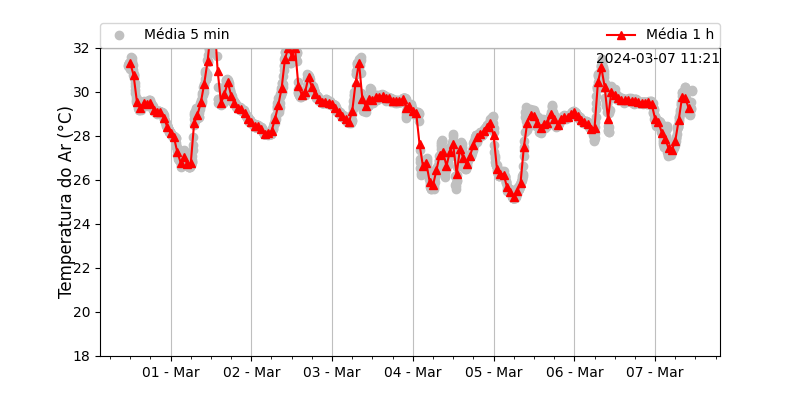 Média 5 min
Média 1 h
2024-03-07 11:21
Temperatura do Ar (°C)
32
30
28
26
24
22
20
18
01 - Mar
02 - Mar
03 - Mar
04 - Mar
05 - Mar
06 - Mar
07 - Mar